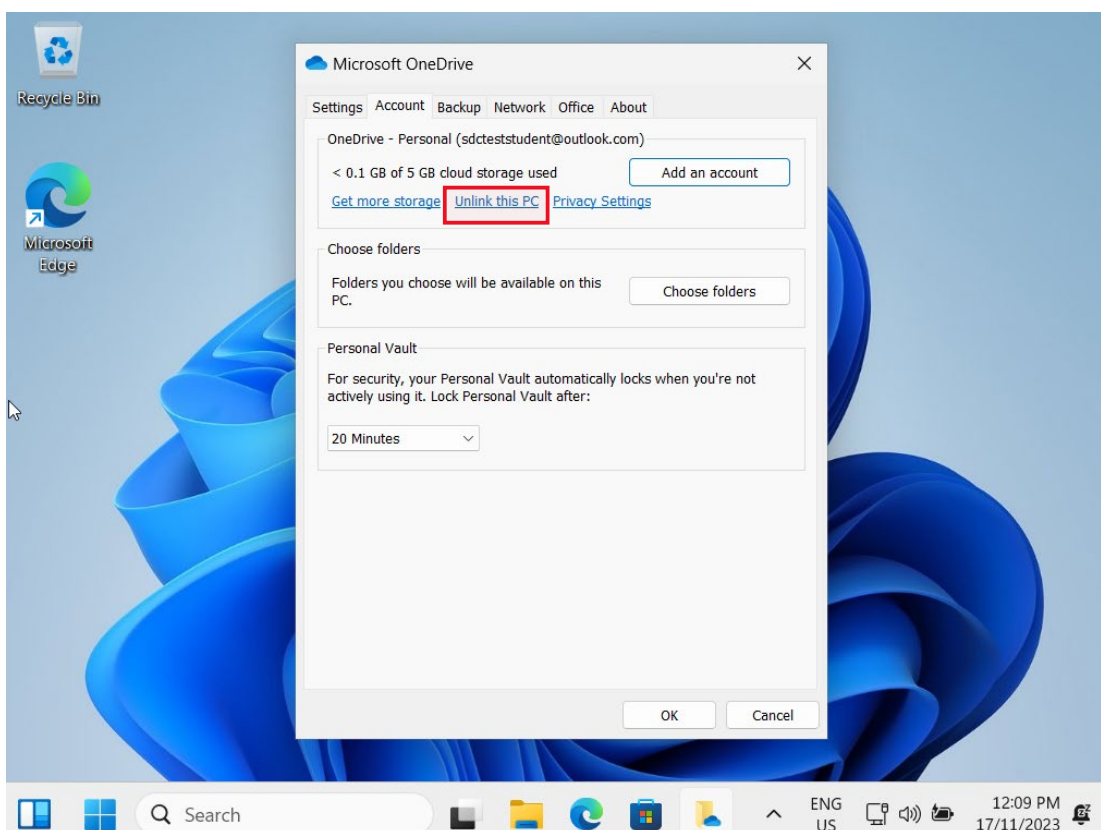 Recycle Bin
Microsoft
Edge
Microsoft OneDrive
Settings Account Backup Network Office About
OneDrive - Personal (sdcteststudent@outlook.com)
< 0.1 GB of 5 GB cloud storage used
Add an account
Get more storage Unlink this PC Privacy Settings
Choose folders
Folders you choose will be available on this
PC.
Choose folders
Personal Vault
For security, your Personal Vault automatically locks when you're not
actively using it. Lock Personal Vault after:
20 Minutes
OK Cancel
Search
ENG
US
12:09 PM
17/11/2023